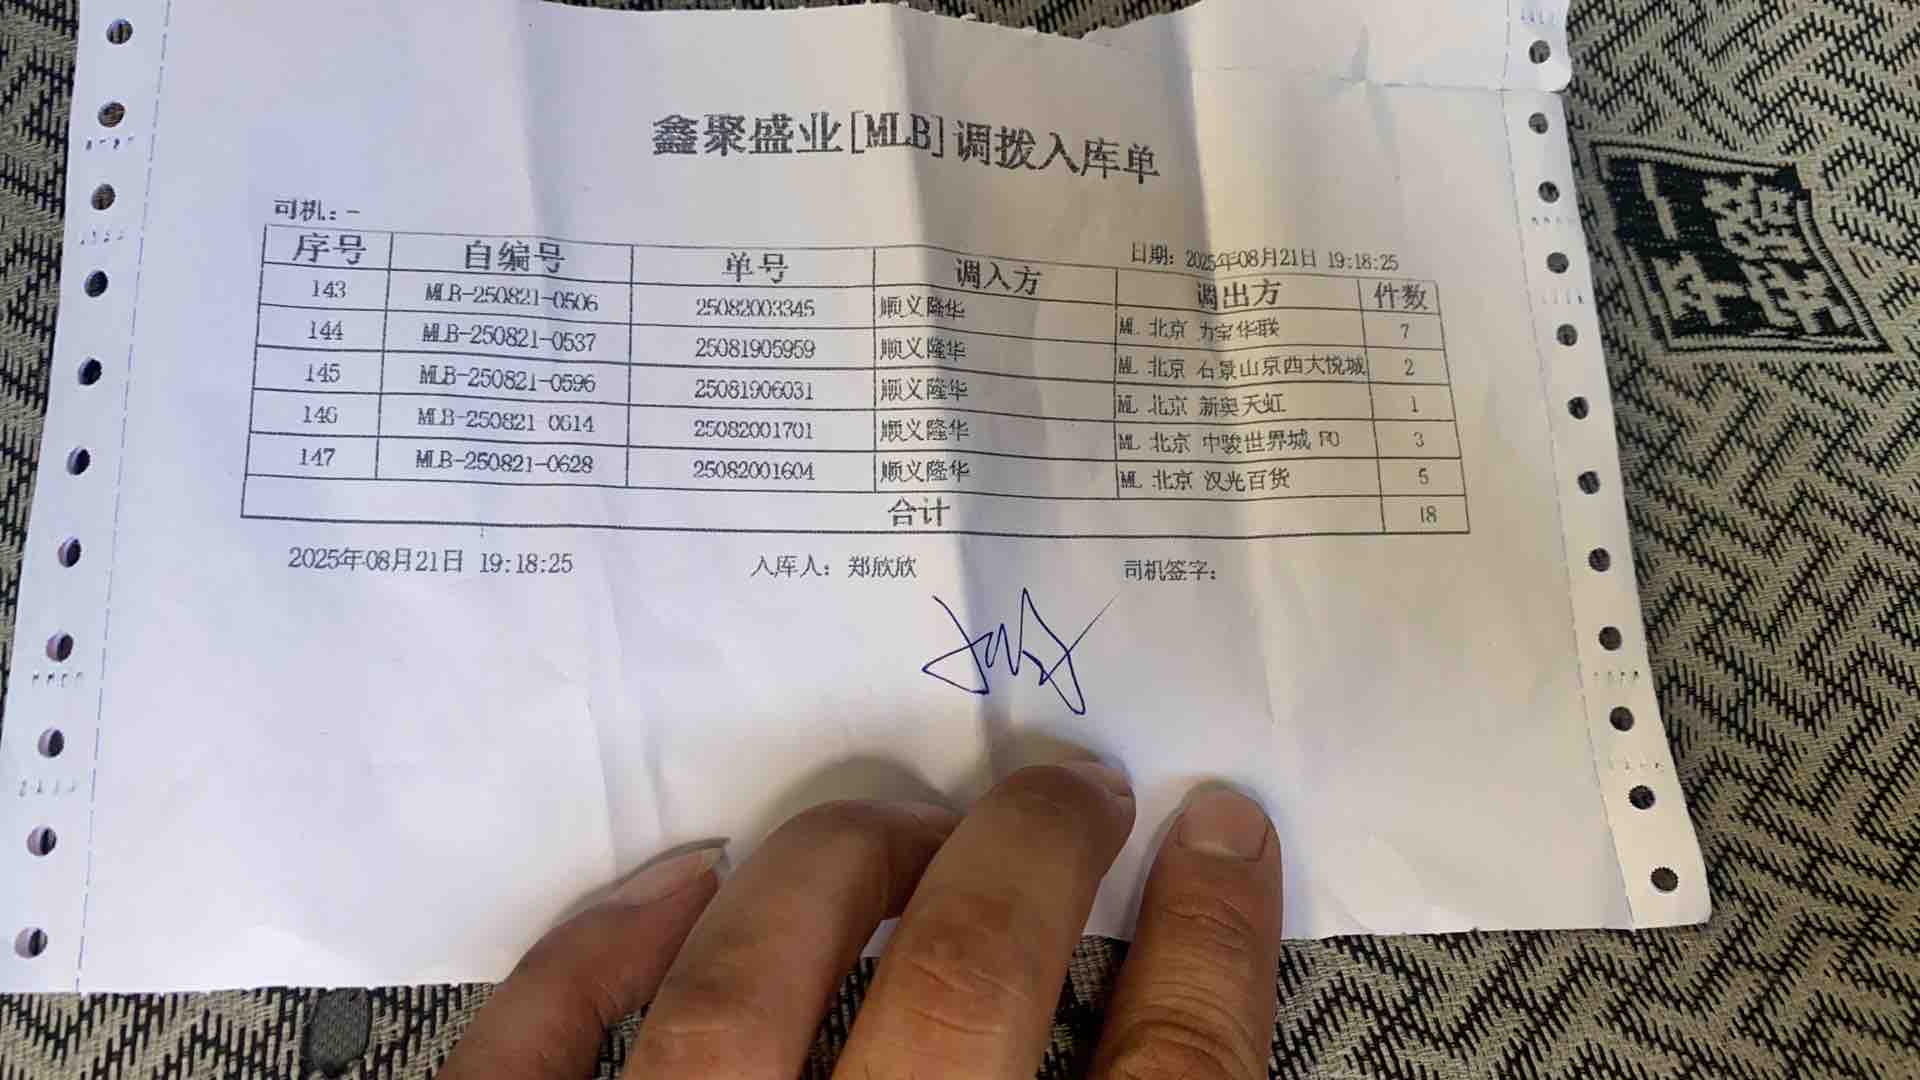 鑫聚盛业[MLB]调拨入库单
司机：-
日期：2025年08月21日 19:18:25
序号 自编号 单号 调入方 调出方 件数
143 MLB-250821-0506 25082003345 顺义隆华 ML 北京 方宝华联 7
144 MLB-250821-0537 25081905959 顺义隆华 ML 北京 石景山京西大悦城 2
145 MLB-250821-0596 25081906031 顺义隆华 ML 北京 新奥天虹 1
146 MLB-250821-0614 25082001701 顺义隆华 ML 北京 中骏世界城 FO 3
147 MLB-250821-0628 25082001604 顺义隆华 ML 北京 汉光百货 5
合计 18
2025年08月21日 19:18:25 入库人：郑欣欣 司机签字：